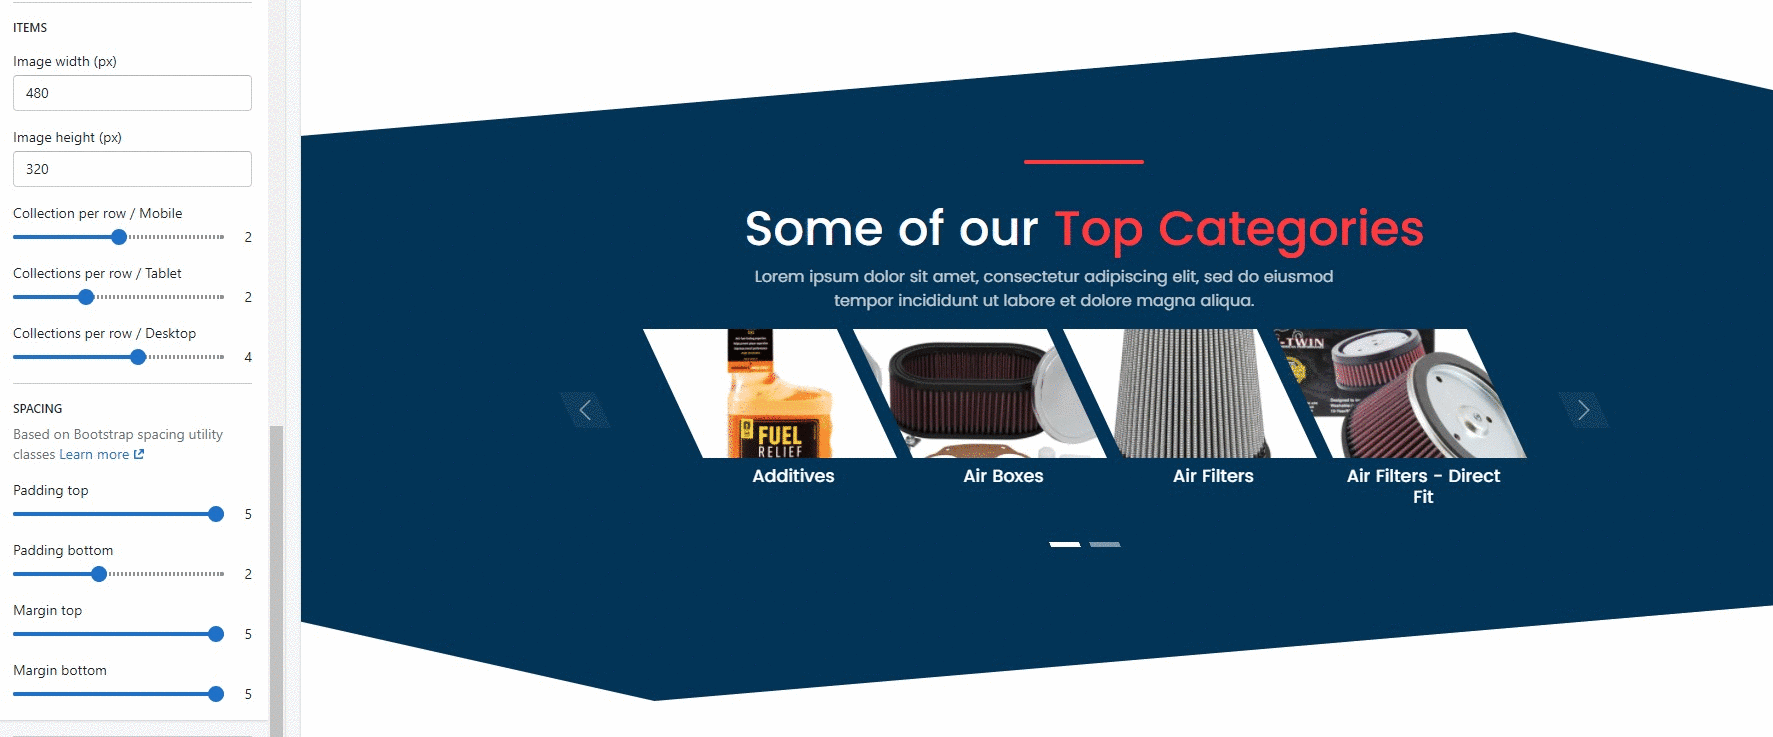 ITEMS
Image width (px)
480
Image height (px)
320
Collection per row / Mobile
2
Collections per row / Tablet
2
Collections per row / Desktop
4
SPACING
Based on Bootstrap spacing utility
classes Learn more
Padding top
5
Padding bottom
2
Margin top
5
Margin bottom
5
Some of our Top Categories
Lorem ipsum dolor sit amet, consectetur adipiscing elit, sed do eiusmod
tempor incididunt ut labore et dolore magna aliqua.
FUEL
RELIEF
-TWIN
Additives
Air Boxes
Air Filters
Air Filters - Direct
Fit